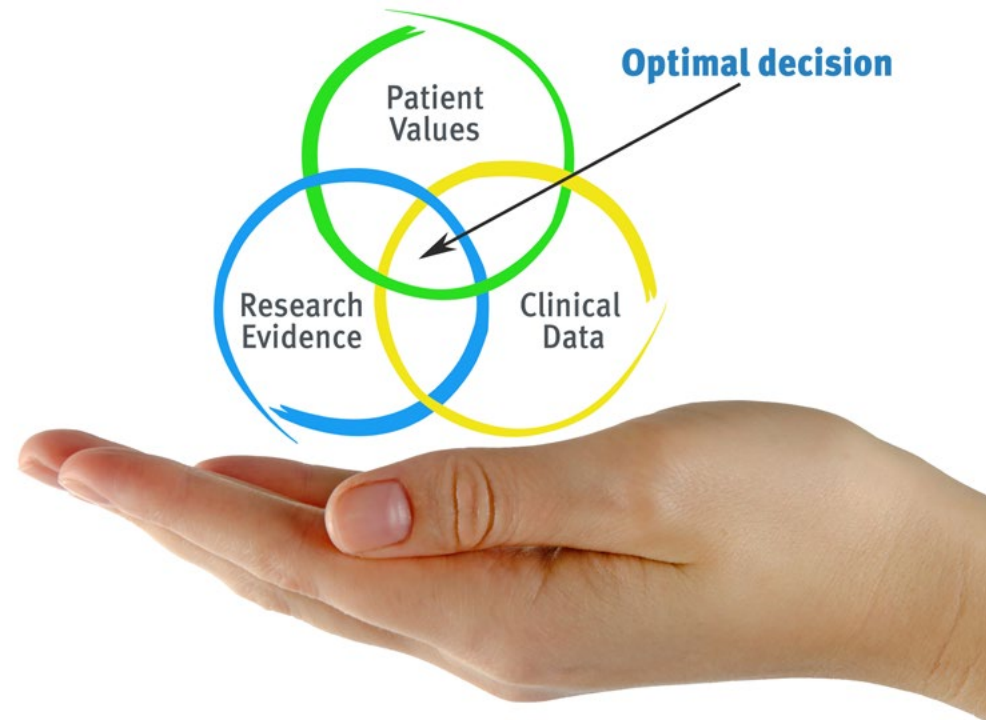 Optimal decision
Patient
Values
Research
Evidence
Clinical
Data